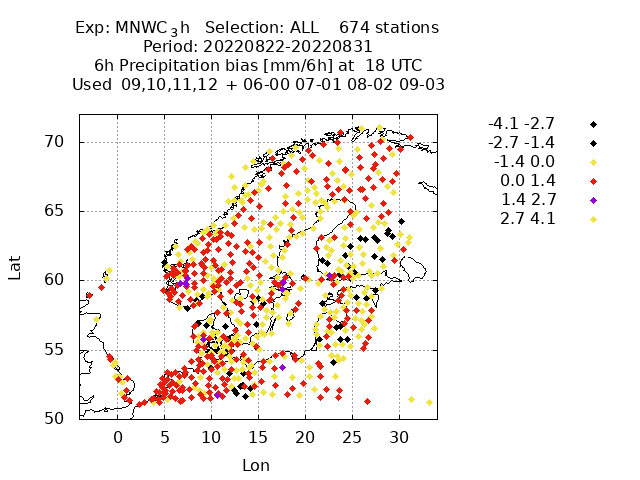 Exp: MNWC_3h Selection: ALL 674 stations
Period: 20220822-20220831
6h Precipitation bias [mm/6h] at 18 UTC
Used 09,10,11,12 + 06-00 07-01 08-02 09-03
-4.1 -2.7
-2.7 -1.4
-1.4 0.0
0.0 1.4
1.4 2.7
2.7 4.1
70
65
60
55
50
Lat
0 5 10 15 20 25 30
Lon